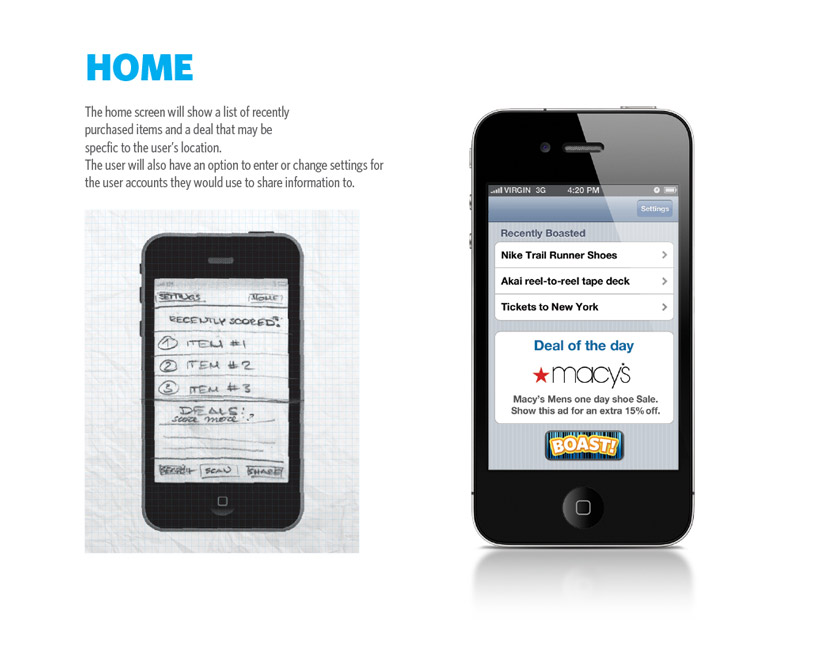 HOME
The home screen will show a list of recently
purchased items and a deal that may be
specfic to the user's location.
The user will also have an option to enter or change settings for
the user accounts they would use to share information to.
SETTINGS
HOME
RECENTLY SCORED:
1 ITEM #1
2 ITEM #2
3 ITEM #3
DEALS:
score more
SCAN
SHARE
VIRGIN 3G 4:20 PM
Settings
Recently Boasted
Nike Trail Runner Shoes
Akai reel-to-reel tape deck
Tickets to New York
Deal of the day
macy's
Macy's Mens one day shoe Sale.
Show this ad for an extra 15% off.
BOAST!